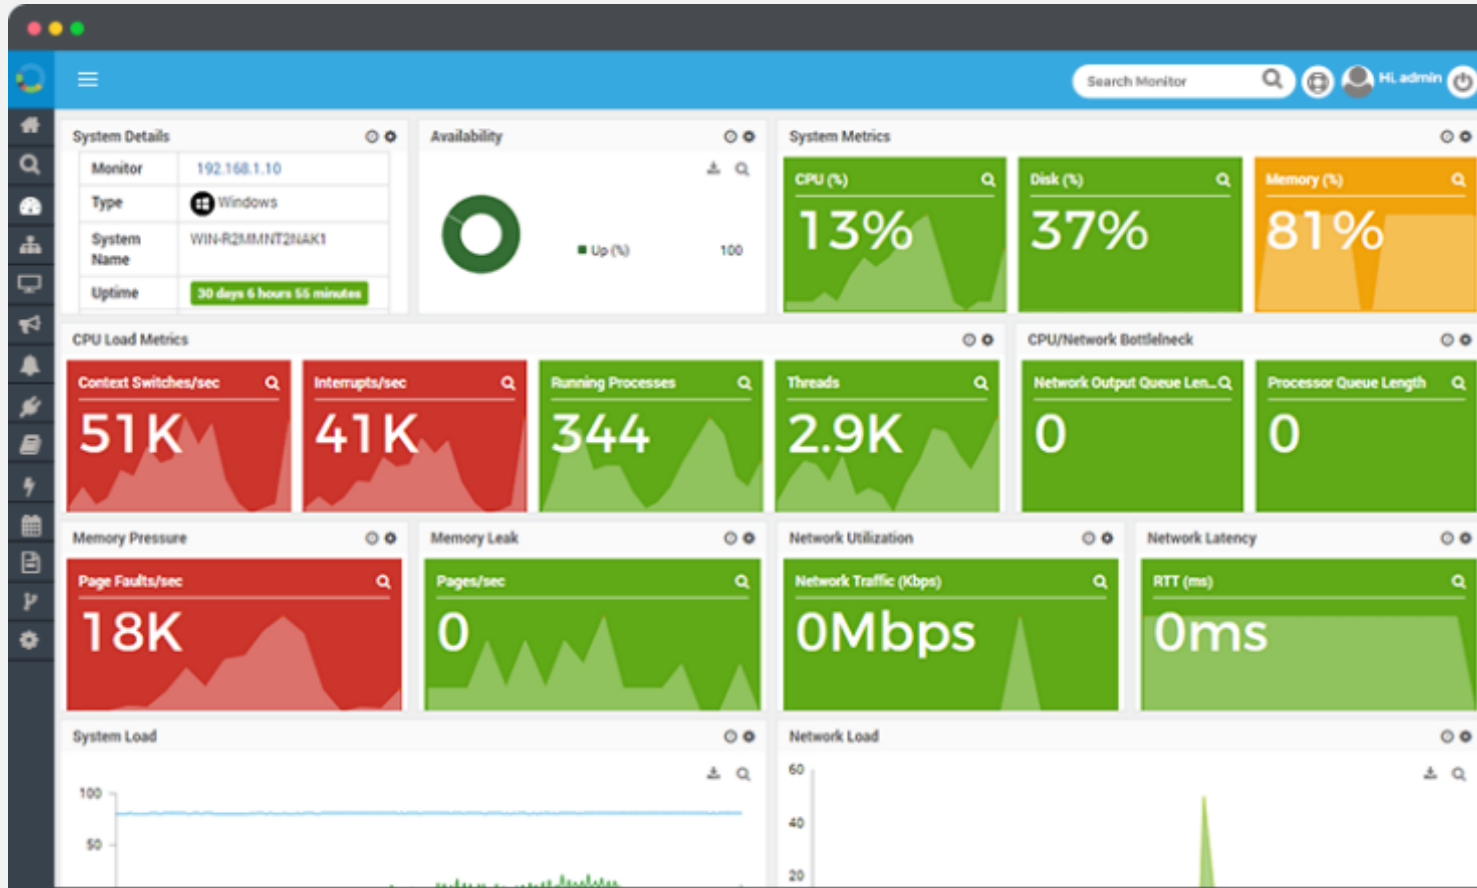 Search Monitor
Hi, admin
System Details
Monitor 192.168.1.10
Type Windows
System Name WIN-R2MMNT2NAK1
Uptime 30 days 6 hours 55 minutes
Availability
Up (%) 100
System Metrics
CPU (%)
13%
Disk (%)
37%
Memory (%)
81%
CPU Load Metrics
Context Switches/sec
51K
Interrupts/sec
41K
Running Processes
344
Threads
2.9K
CPU/Network Bottlelneck
Network Output Queue Len...
0
Processor Queue Length
0
Memory Pressure
Page Faults/sec
18K
Memory Leak
Pages/sec
0
Network Utilization
Network Traffic (Kbps)
0Mbps
Network Latency
RTT (ms)
0ms
System Load
100
50
Network Load
60
40
20